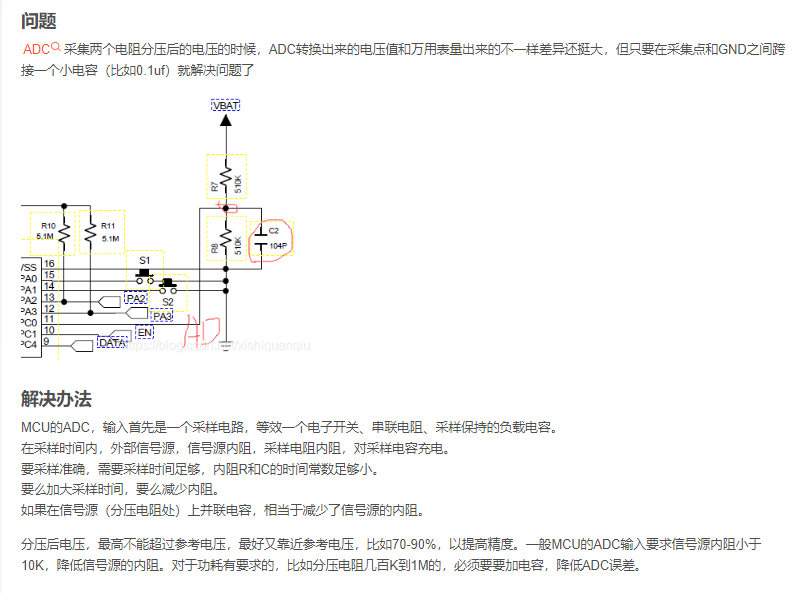 问题
ADC 采集两个电阻分压后的电压的时候，ADC转换出来的电压值和万用表量出来的不一样差异还挺大，但只要在采集点和GND之间跨
接一个小电容（比如0.1uf）就解决问题了
VBAT
R7
510K
R10
5.1M
R11
5.1M
R8
510K
C2
104P
S1
VSS 16
PA0 15
PA1 14
PA2 13
PA2
S2
PA3 12
PA3
PC0 11
PC1 10
EN
PC4 9
DATA
AD
解决办法
MCU的ADC，输入首先是一个采样电路，等效一个电子开关、串联电阻、采样保持的负载电容。
在采样时间内，外部信号源，信号源内阻，采样电阻内阻，对采样电容充电。
要采样准确，需要采样时间足够，内阻R和C的时间常数足够小。
要么加大采样时间，要么减少内阻。
如果在信号源（分压电阻处）上并联电容，相当于减少了信号源的内阻。
分压后电压，最高不能超过参考电压，最好又靠近参考电压，比如70-90%，以提高精度。一般MCU的ADC输入要求信号源内阻小于
10K，降低信号源的内阻。对于功耗有要求的，比如分压电阻几百K到1M的，必须要要加电容，降低ADC误差。